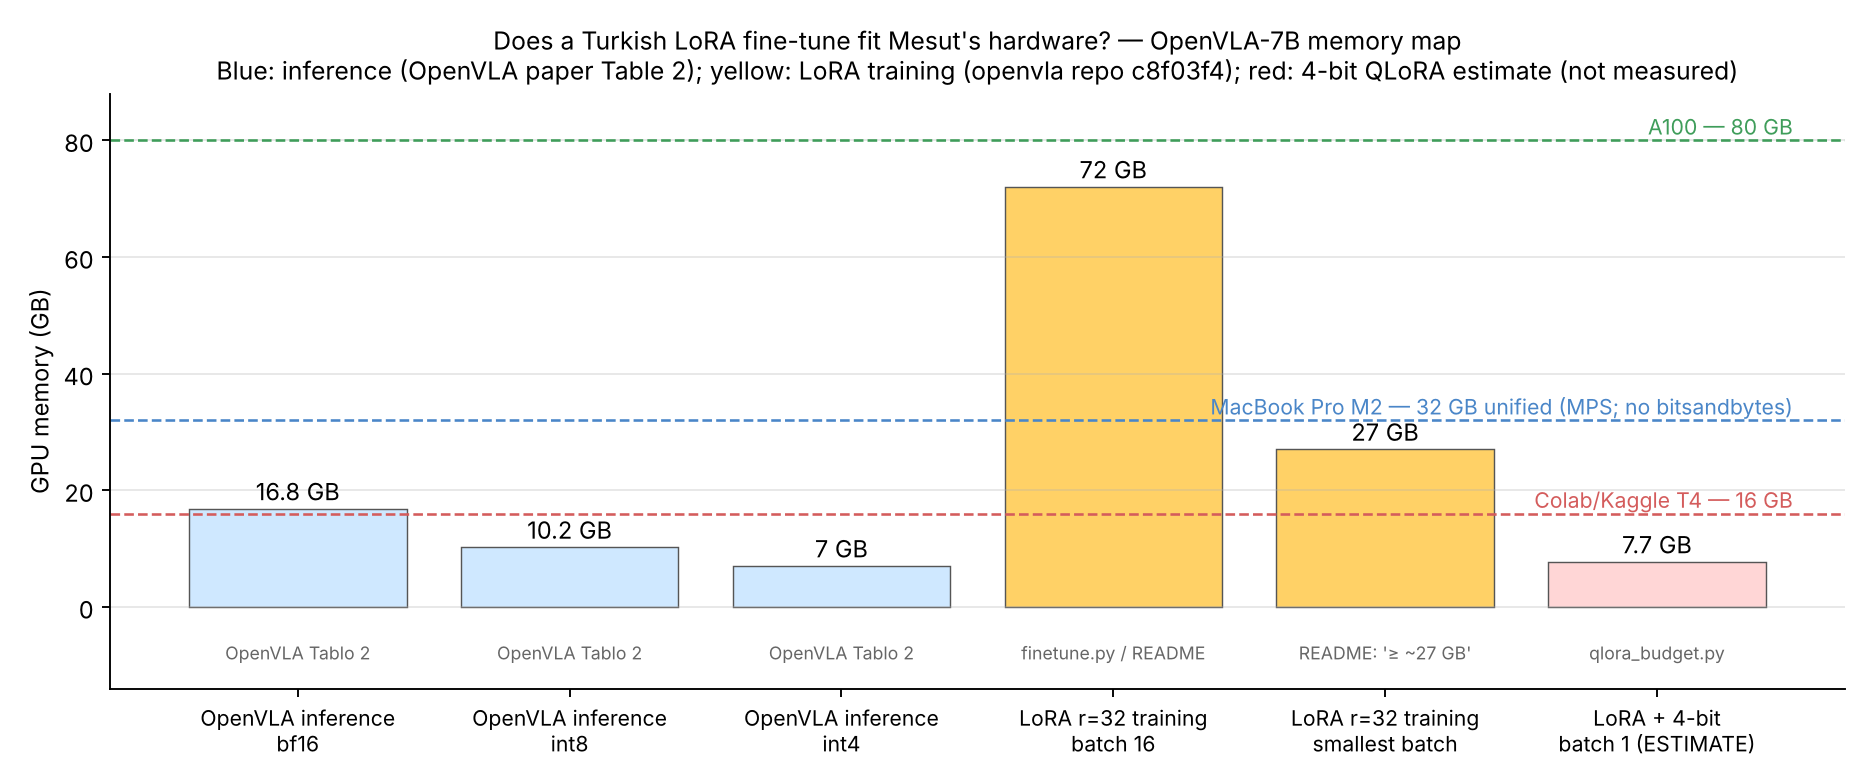 Does a Turkish LoRA fine-tune fit Mesut's hardware? — OpenVLA-7B memory map
Blue: inference (OpenVLA paper Table 2); yellow: LoRA training (openvla repo c8f03f4); red: 4-bit QLoRA estimate (not measured)
GPU memory (GB)
80
60
40
20
0
A100 — 80 GB
72 GB
MacBook Pro M2 — 32 GB unified (MPS; no bitsandbytes)
27 GB
16.8 GB
Colab/Kaggle T4 — 16 GB
10.2 GB
7 GB
7.7 GB
OpenVLA Tablo 2
OpenVLA Tablo 2
OpenVLA Tablo 2
finetune.py / README
README: '≥ ~27 GB'
qlora_budget.py
OpenVLA inference
bf16
OpenVLA inference
int8
OpenVLA inference
int4
LoRA r=32 training
batch 16
LoRA r=32 training
smallest batch
LoRA + 4-bit
batch 1 (ESTIMATE)